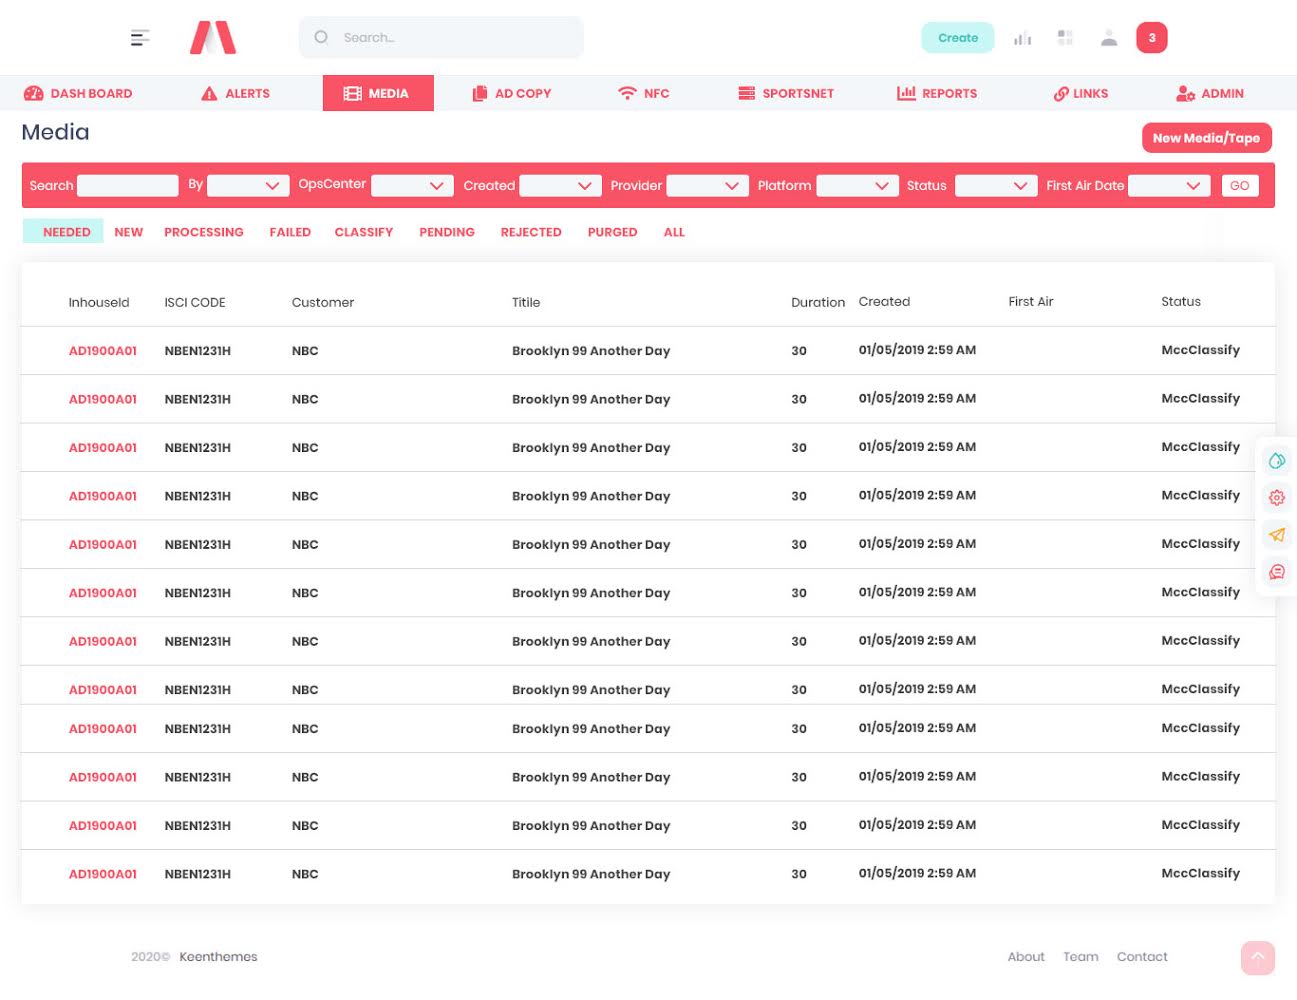 Search...
Create
3
DASH BOARD ALERTS MEDIA AD COPY NFC SPORTSNET REPORTS LINKS ADMIN
Media
New Media/Tape
Search By OpsCenter Created Provider Platform Status First Air Date GO
NEEDED NEW PROCESSING FAILED CLASSIFY PENDING REJECTED PURGED ALL
InhouseId ISCI CODE Customer Titile Duration Created First Air Status
AD1900A01 NBEN1231H NBC Brooklyn 99 Another Day 30 01/05/2019 2:59 AM MccClassify
AD1900A01 NBEN1231H NBC Brooklyn 99 Another Day 30 01/05/2019 2:59 AM MccClassify
AD1900A01 NBEN1231H NBC Brooklyn 99 Another Day 30 01/05/2019 2:59 AM MccClassify
AD1900A01 NBEN1231H NBC Brooklyn 99 Another Day 30 01/05/2019 2:59 AM MccClassify
AD1900A01 NBEN1231H NBC Brooklyn 99 Another Day 30 01/05/2019 2:59 AM MccClassify
AD1900A01 NBEN1231H NBC Brooklyn 99 Another Day 30 01/05/2019 2:59 AM MccClassify
AD1900A01 NBEN1231H NBC Brooklyn 99 Another Day 30 01/05/2019 2:59 AM MccClassify
AD1900A01 NBEN1231H NBC Brooklyn 99 Another Day 30 01/05/2019 2:59 AM MccClassify
AD1900A01 NBEN1231H NBC Brooklyn 99 Another Day 30 01/05/2019 2:59 AM MccClassify
AD1900A01 NBEN1231H NBC Brooklyn 99 Another Day 30 01/05/2019 2:59 AM MccClassify
AD1900A01 NBEN1231H NBC Brooklyn 99 Another Day 30 01/05/2019 2:59 AM MccClassify
AD1900A01 NBEN1231H NBC Brooklyn 99 Another Day 30 01/05/2019 2:59 AM MccClassify
2020© Keenthemes About Team Contact